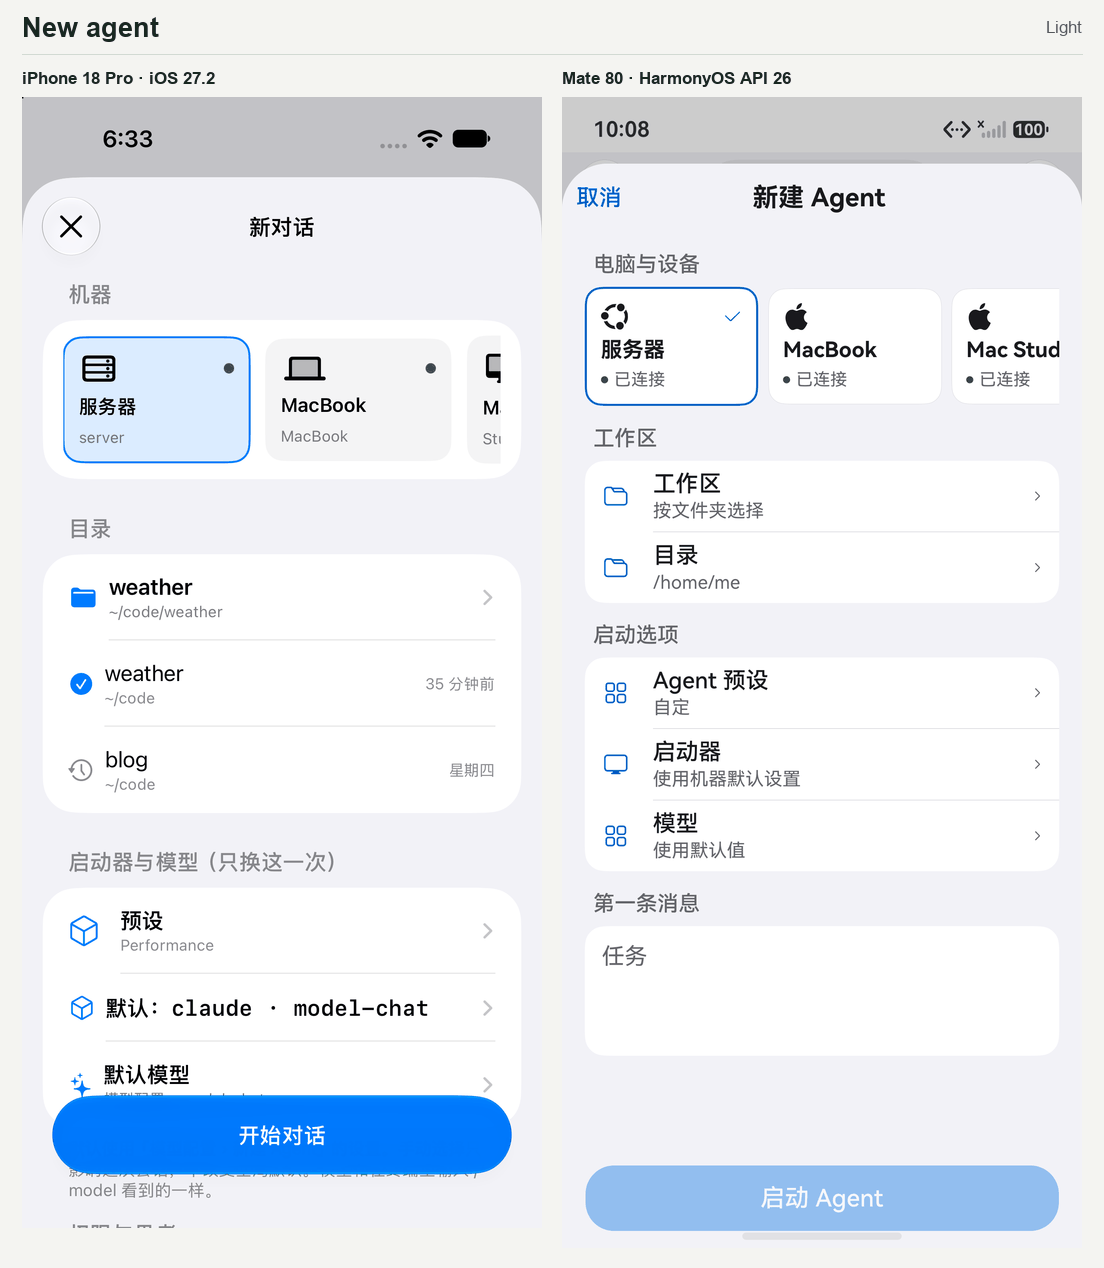 New agent
Light
iPhone 18 Pro · iOS 27.2
6:33
新对话
机器
服务器
server
MacBook
MacBook
目录
weather
~/code/weather
weather
~/code
35 分钟前
blog
~/code
星期四
启动器与模型（只换这一次）
预设
Performance
默认：claude · model-chat
默认模型
开始对话
model 看到的一样。
Mate 80 · HarmonyOS API 26
10:08
100
取消
新建 Agent
电脑与设备
服务器
已连接
MacBook
已连接
Mac Stud
已连接
工作区
工作区
按文件夹选择
目录
/home/me
启动选项
Agent 预设
自定
启动器
使用机器默认设置
模型
使用默认值
第一条消息
任务
启动 Agent